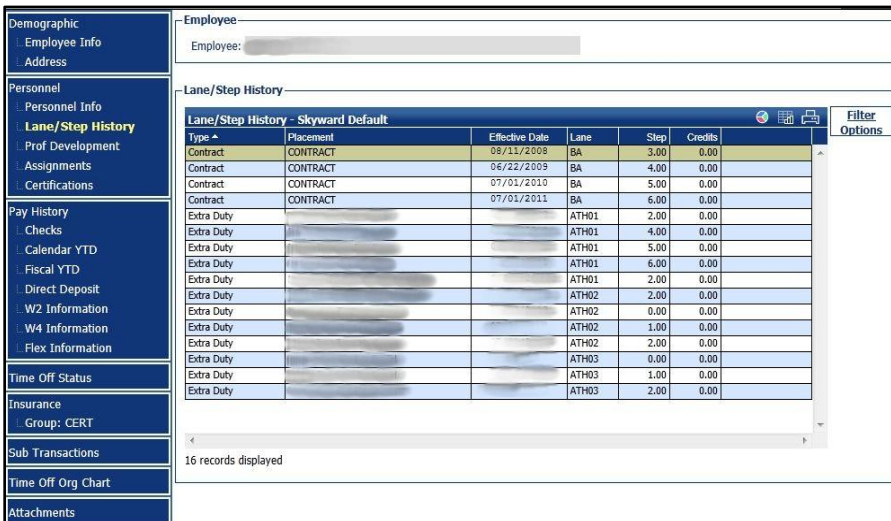 Demographic
Employee Info
Address
Personnel
Personnel Info
Lane/Step History
Prof Development
Assignments
Certifications
Pay History
Checks
Calendar YTD
Fiscal YTD
Direct Deposit
W2 Information
W4 Information
Flex Information
Time Off Status
Insurance
Group: CERT
Sub Transactions
Time Off Org Chart
Attachments
Employee
Employee:
Lane/Step History
Lane/Step History - Skyward Default
Type Placement Effective Date Lane Step Credits
Contract CONTRACT 08/11/2008 BA 3.00 0.00
Contract CONTRACT 06/22/2009 BA 4.00 0.00
Contract CONTRACT 07/01/2010 BA 5.00 0.00
Contract CONTRACT 07/01/2011 BA 6.00 0.00
Extra Duty ATH01 2.00 0.00
Extra Duty ATH01 4.00 0.00
Extra Duty ATH01 5.00 0.00
Extra Duty ATH01 6.00 0.00
Extra Duty ATH01 2.00 0.00
Extra Duty ATH02 2.00 0.00
Extra Duty ATH02 0.00 0.00
Extra Duty ATH02 1.00 0.00
Extra Duty ATH02 2.00 0.00
Extra Duty ATH03 0.00 0.00
Extra Duty ATH03 1.00 0.00
Extra Duty ATH03 2.00 0.00
16 records displayed
Filter
Options